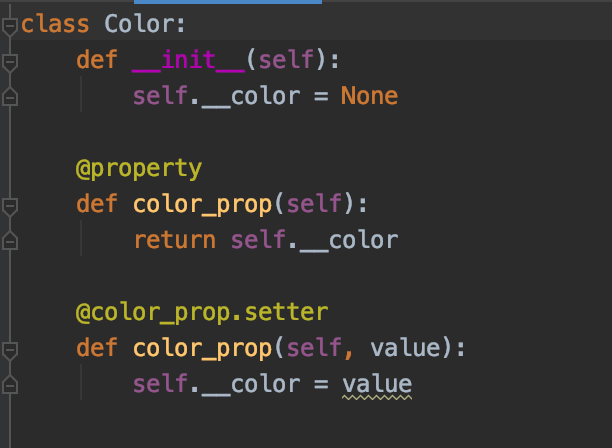 class Color:
    def __init__(self):
        self.__color = None

    @property
    def color_prop(self):
        return self.__color

    @color_prop.setter
    def color_prop(self, value):
        self.__color = value